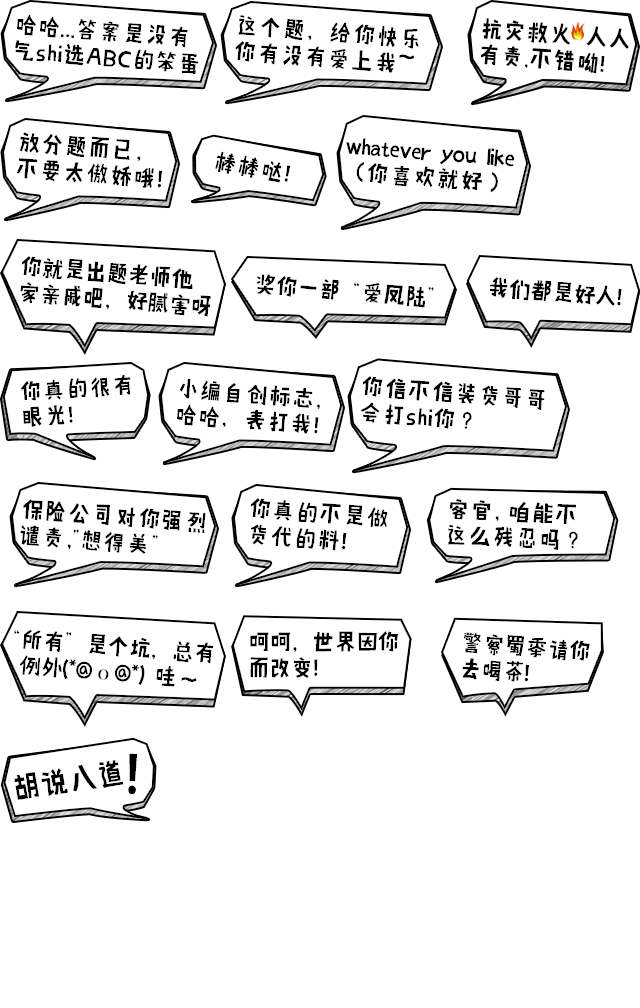 哈哈...答案是没有
气shi选ABC的笨蛋
这个题，给你快乐
你有没有爱上我～
抗灾救火🔥人人
有责,不错呦!
放分题而已，
不要太傲娇哦!
棒棒哒!
whatever you like
（你喜欢就好）
你就是出题老师他
家亲戚吧，好腻害呀
奖你一部“爱凤陆”
我们都是好人!
你真的很有
眼光!
小编自创标志，
哈哈，表打我!
你信不信装货哥哥
会打shi你？
保险公司对你强烈
谴责,“想得美”
你真的不是做
货代的料!
客官，咱能不
这么残忍吗？
“所有”是个坑，总有
例外(*@ο@*) 哇～
呵呵，世界因你
而改变!
警察蜀黍请你
去喝茶!
胡说八道!